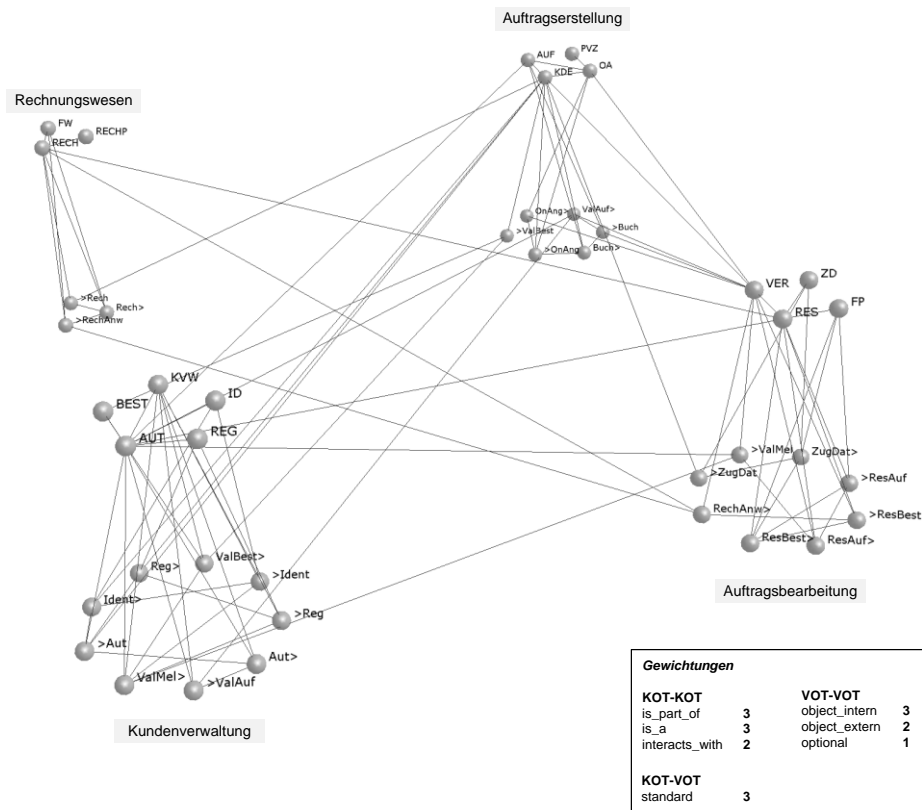 Auftragserstellung
AUF
PVZ
KDE
OA
Rechnungswesen
FW
RECHP
RECH
OnAng>
ValAuf>
>ValBest
>Buch
>OnAng
Buch>
VER
ZD
FP
RES
>Rech
Rech>
>RechAnw
KVW
BEST
ID
AUT
REG
>ValMel
ZugDat>
>ZugDat
>ResAuf
RechAnw>
>ResBest
ResBest>
ResAuf>
Auftragsbearbeitung
ValBest>
Reg>
>Ident
Ident>
>Reg
>Aut
Aut>
ValMel>
>ValAuf
Kundenverwaltung
Gewichtungen
KOT-KOT
is_part_of 3
is_a 3
interacts_with 2
VOT-VOT
object_intern 3
object_extern 2
optional 1
KOT-VOT
standard 3